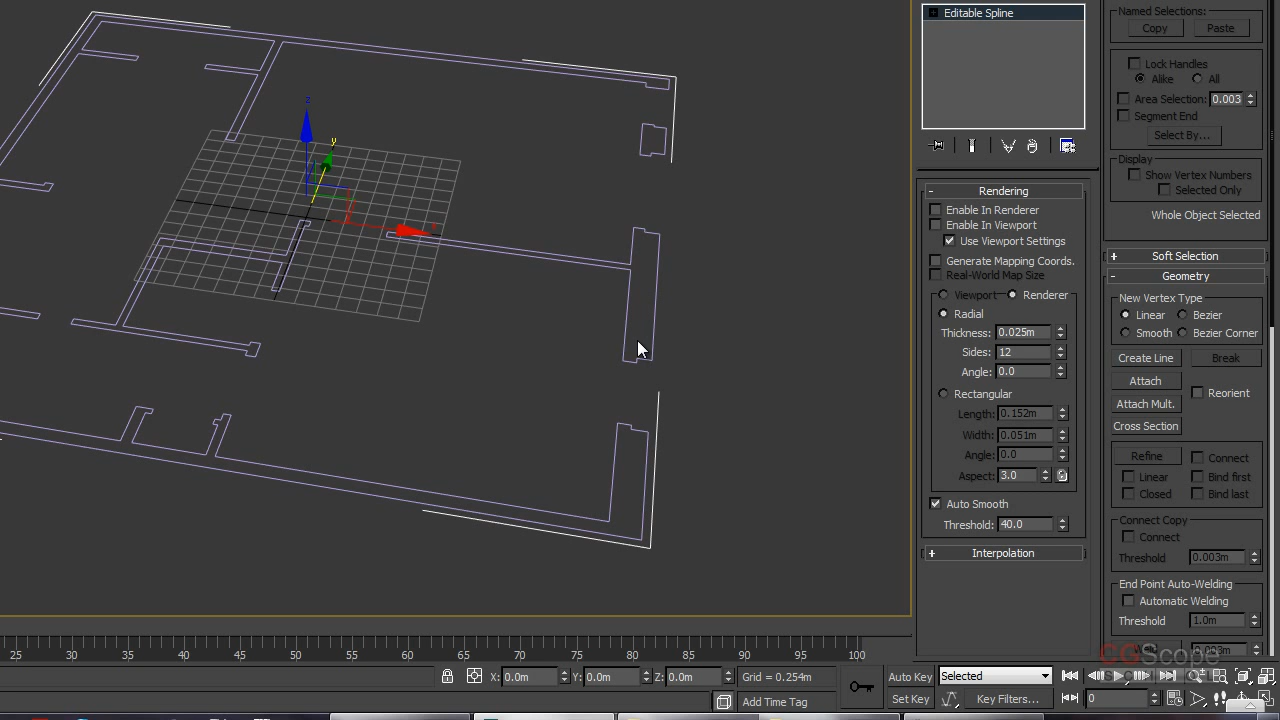 Editable Spline
Rendering
Enable In Renderer
Enable In Viewport
Use Viewport Settings
Generate Mapping Coords.
Real-World Map Size
Viewport Renderer
Radial
Thickness: 0.025m
Sides: 12
Angle: 0.0
Rectangular
Length: 0.152m
Width: 0.051m
Angle: 0.0
Aspect: 3.0
Auto Smooth
Threshold: 40.0
Interpolation
Named Selections:
Copy Paste
Lock Handles
Alike All
Area Selection: 0.003
Segment End
Select By...
Display
Show Vertex Numbers
Selected Only
Whole Object Selected
Soft Selection
Geometry
New Vertex Type
Linear Bezier
Smooth Bezier Corner
Create Line Break
Attach
Reorient
Attach Mult.
Cross Section
Refine Connect
Linear Bind first
Closed Bind last
Connect Copy
Connect
Threshold 0.003m
End Point Auto-Welding
Automatic Welding
Threshold 1.0m
CGScope
z
y
25 30 35 40 45 50 55 60 65 70 75 80 85 90 95 100
X: 0.0m Y: 0.0m Z: 0.0m Grid = 0.254m Auto Key Selected
Add Time Tag Set Key Key Filters... 0